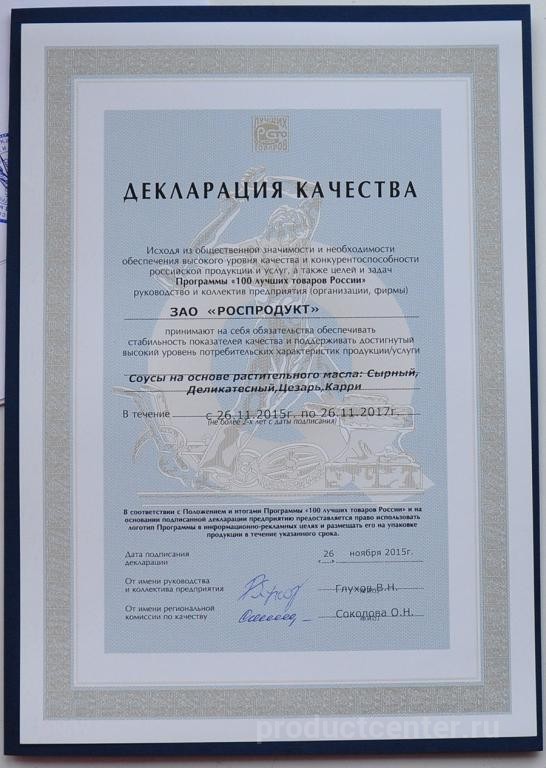 ЛУЧШИХ
ТОВАРОВ
ДЕКЛАРАЦИЯ КАЧЕСТВА
Исходя из общественной значимости и необходимости
обеспечения высокого уровня качества и конкурентоспособности
российской продукции и услуг, а также целей и задач
Программы «100 лучших товаров России»
руководство и коллектив предприятия (организации, фирмы)
ЗАО «РОСПРОДУКТ»
принимают на себя обязательства обеспечивать
стабильность показателей качества и поддерживать достигнутый
высокий уровень потребительских характеристик продукции/услуги
Соусы на основе растительного масла: Сырный,
Деликатесный,Цезарь,Карри
В течение с 26.11.2015г. по 26.11.2017г.
(не более 2-х лет с даты подписания)
В соответствии с Положением и итогами Программы «100 лучших товаров России» и на
основании подписанной декларации предприятию предоставляется право использовать
логотип Программы в информационно-рекламных целях и размещать его на упаковке
продукции в течение указанного срока.
Дата подписания
декларации
26 ноября 2015г.
От имени руководства
и коллектива предприятия
Глухов В.Н.
От имени региональной
комиссии по качеству
Соколова О.Н.
productcenter.ru